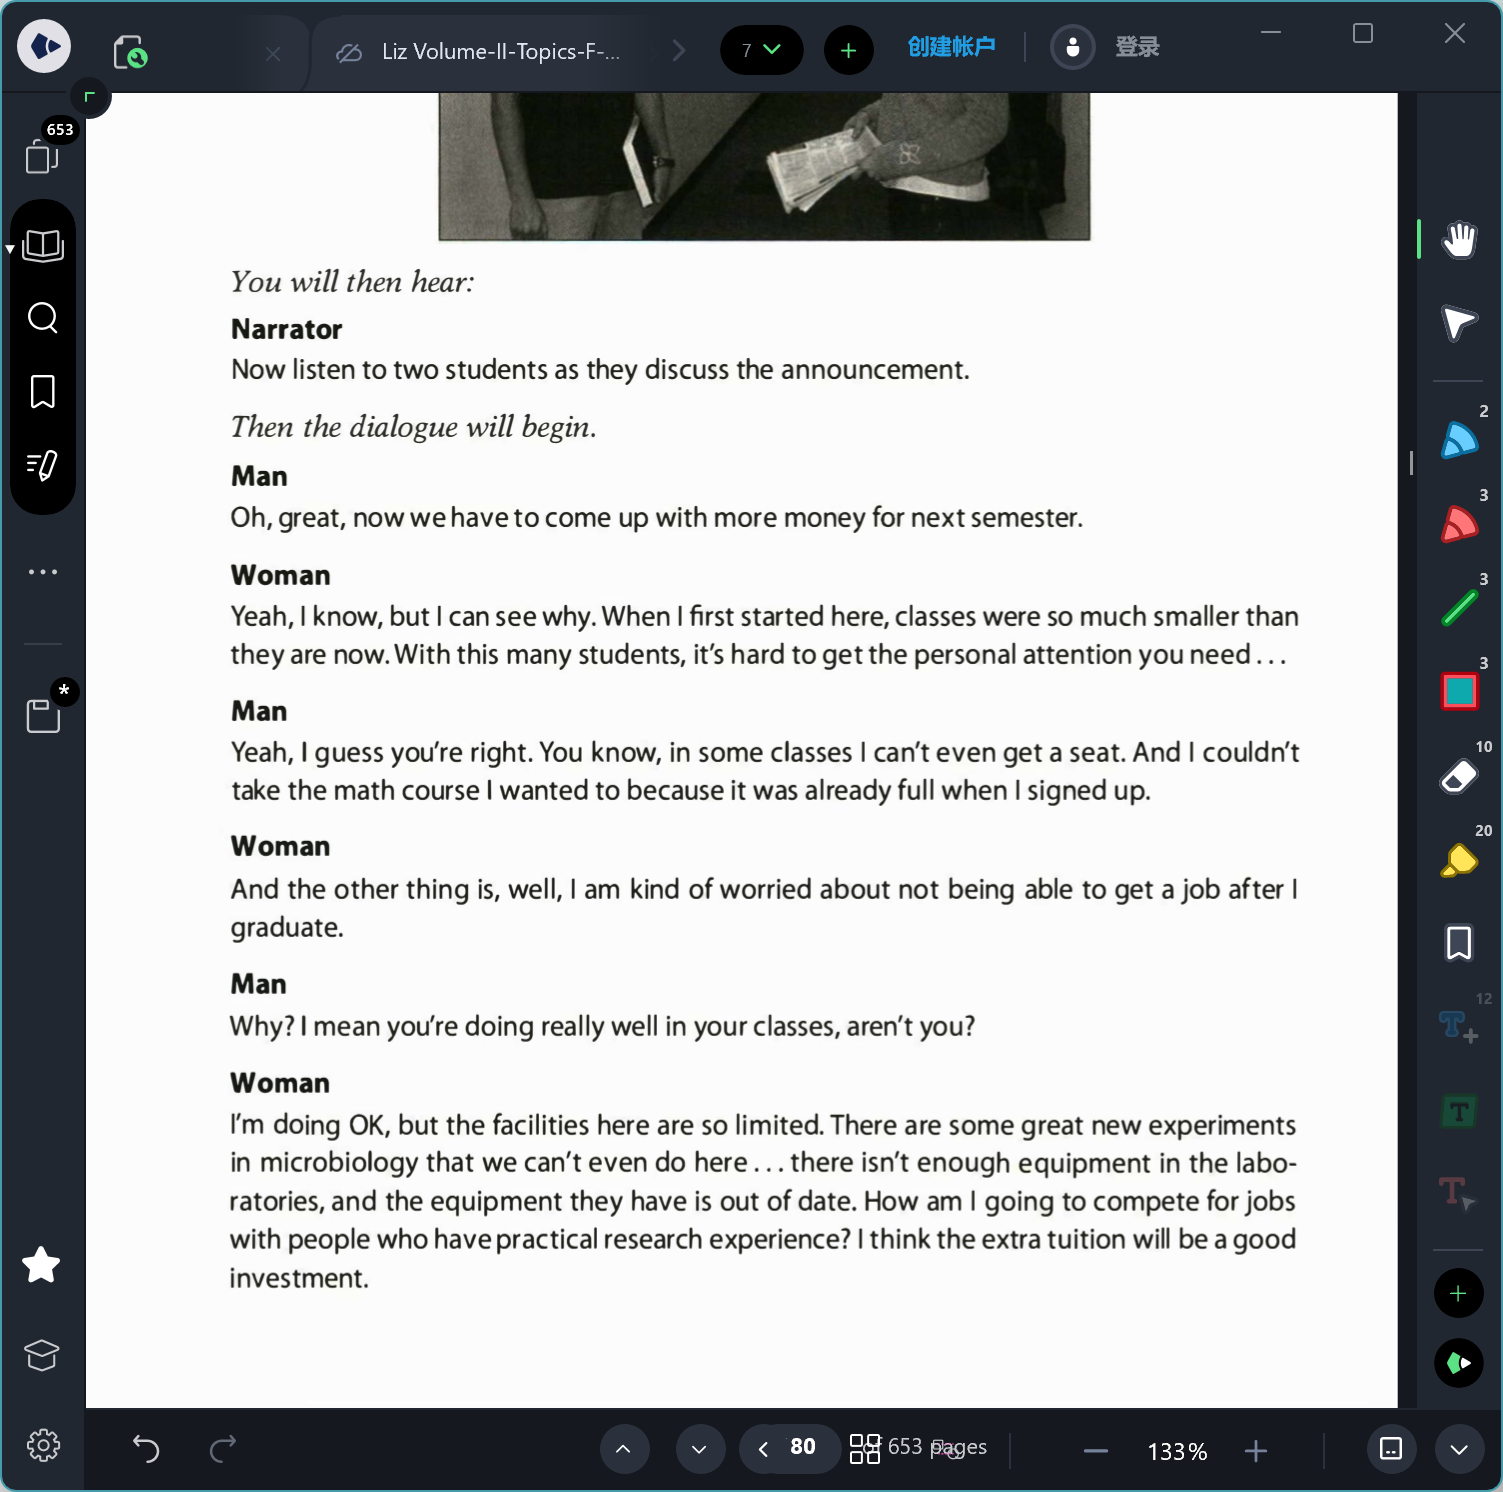 Liz Volume-II-Topics-F-...
7
创建帐户
登录
653
You will then hear:
Narrator
Now listen to two students as they discuss the announcement.
Then the dialogue will begin.
Man
Oh, great, now we have to come up with more money for next semester.
Woman
Yeah, I know, but I can see why. When I first started here, classes were so much smaller than
they are now. With this many students, it's hard to get the personal attention you need . . .
Man
Yeah, I guess you're right. You know, in some classes I can't even get a seat. And I couldn't
take the math course I wanted to because it was already full when I signed up.
Woman
And the other thing is, well, I am kind of worried about not being able to get a job after I
graduate.
Man
Why? I mean you're doing really well in your classes, aren't you?
Woman
I'm doing OK, but the facilities here are so limited. There are some great new experiments
in microbiology that we can't even do here . . . there isn't enough equipment in the labo-
ratories, and the equipment they have is out of date. How am I going to compete for jobs
with people who have practical research experience? I think the extra tuition will be a good
investment.
2
3
3
3
10
20
12
80 of 653 pages
133%